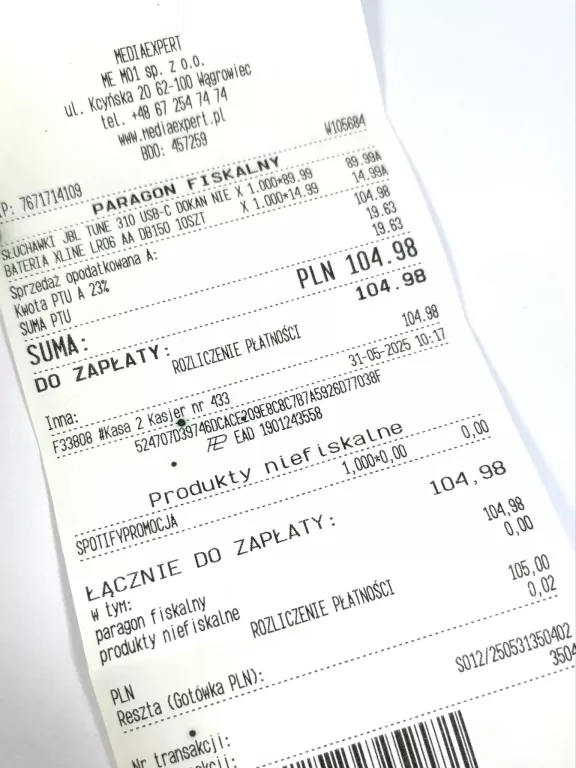 MEDIAEXPERT
ME M01 sp. z o.o.
ul. Kcyńska 20 62-100 Wągrowiec
tel. +48 67 254 74 74
www.mediaexpert.pl
BDO: 457259
IP: 7671714109 W105684
PARAGON FISKALNY
SŁUCHAWKI JBL TUNE 310 USB-C DOKAN NIE X 1.000*89.99 89.99A
BATERIA XLINE LR06 AA DB150 10SZT X 1.000*14.99 14.99A
Sprzedaż opodatkowana A: 104.98
Kwota PTU A 23% 19.63
SUMA PTU 19.63
SUMA: PLN 104.98
DO ZAPŁATY: 104.98
ROZLICZENIE PŁATNOŚCI
Inna: 104.98
F33808 #Kasa 2 Kasjer nr 433 31-05-2025 10:17
524707D39746DCACE209E8C8C7B7A5926D77038F
EAD 1901243558
Produkty niefiskalne
SPOTIFYPROMOCJA 1,000*0,00 0,00
ŁĄCZNIE DO ZAPŁATY: 104,98
W tym:
paragon fiskalny 104,98
produkty niefiskalne 0,00
ROZLICZENIE PŁATNOŚCI
PLN 105,00
Reszta (Gotówka PLN): 0,02
Nr transakcji: S012/250531350402
3504